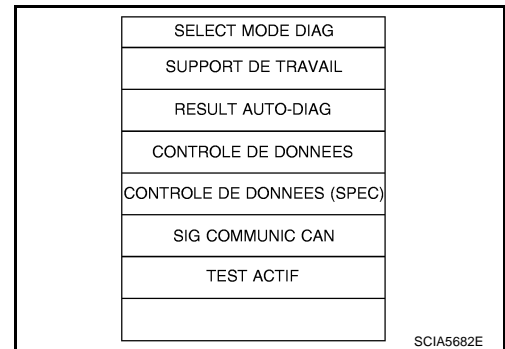 SELECT MODE DIAG
SUPPORT DE TRAVAIL
RESULT AUTO-DIAG
CONTROLE DE DONNEES
CONTROLE DE DONNEES (SPEC)
SIG COMMUNIC CAN
TEST ACTIF
SCIA5682E